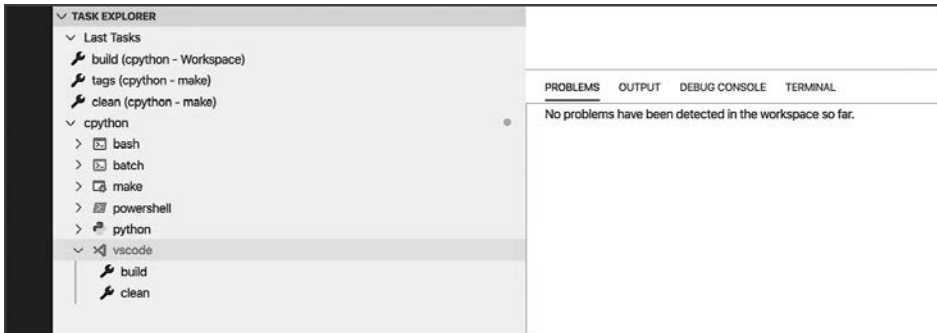 TASK EXPLORER
Last Tasks
build (cpython - Workspace)
tags (cpython - make)
clean (cpython - make)
cpython
bash
batch
make
powershell
python
vscode
build
clean
PROBLEMS OUTPUT DEBUG CONSOLE TERMINAL
No problems have been detected in the workspace so far.